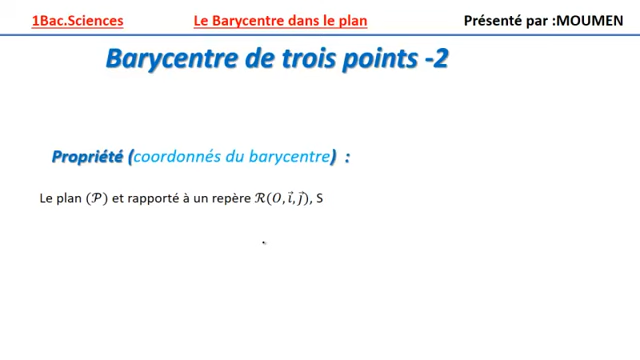 1Bac.Sciences Le Barycentre dans le plan Présenté par :MOUMEN
Barycentre de trois points -2
Propriété (coordonnés du barycentre) :
Le plan (𝒫) et rapporté à un repère ℛ(O, i⃗, j⃗), S